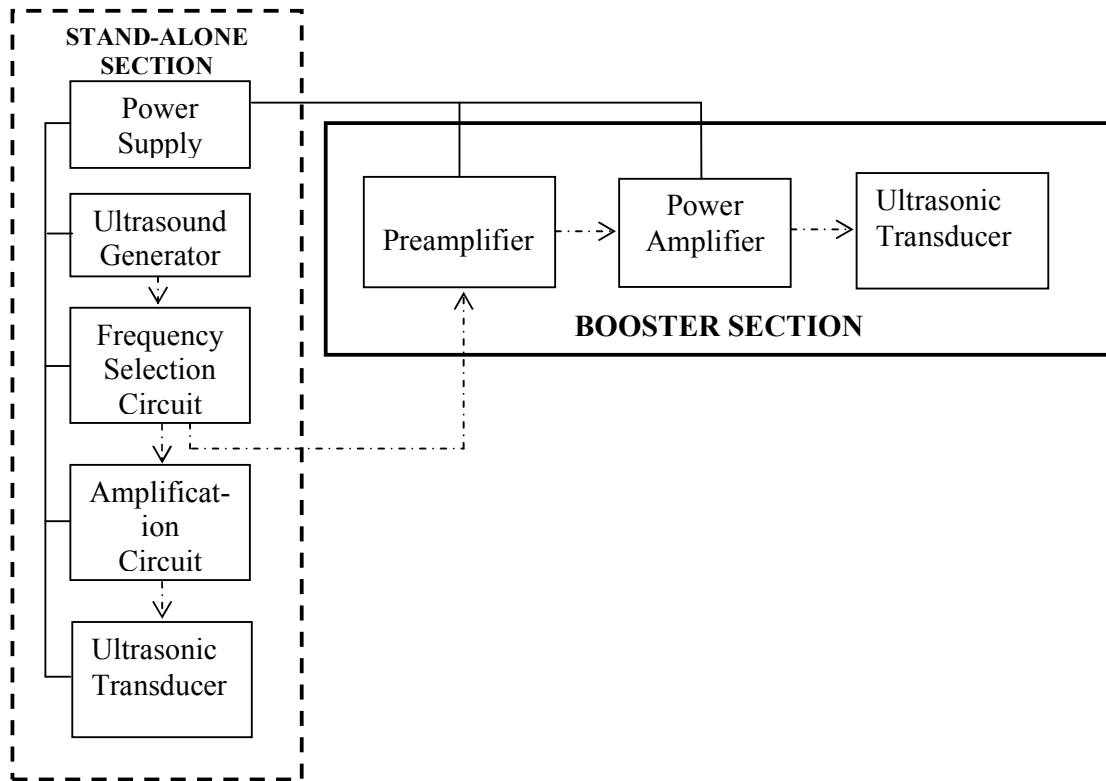 STAND-ALONE
SECTION
Power
Supply
Ultrasound
Generator
Frequency
Selection
Circuit
Amplificat-
ion
Circuit
Ultrasonic
Transducer
Preamplifier
Power
Amplifier
Ultrasonic
Transducer
BOOSTER SECTION